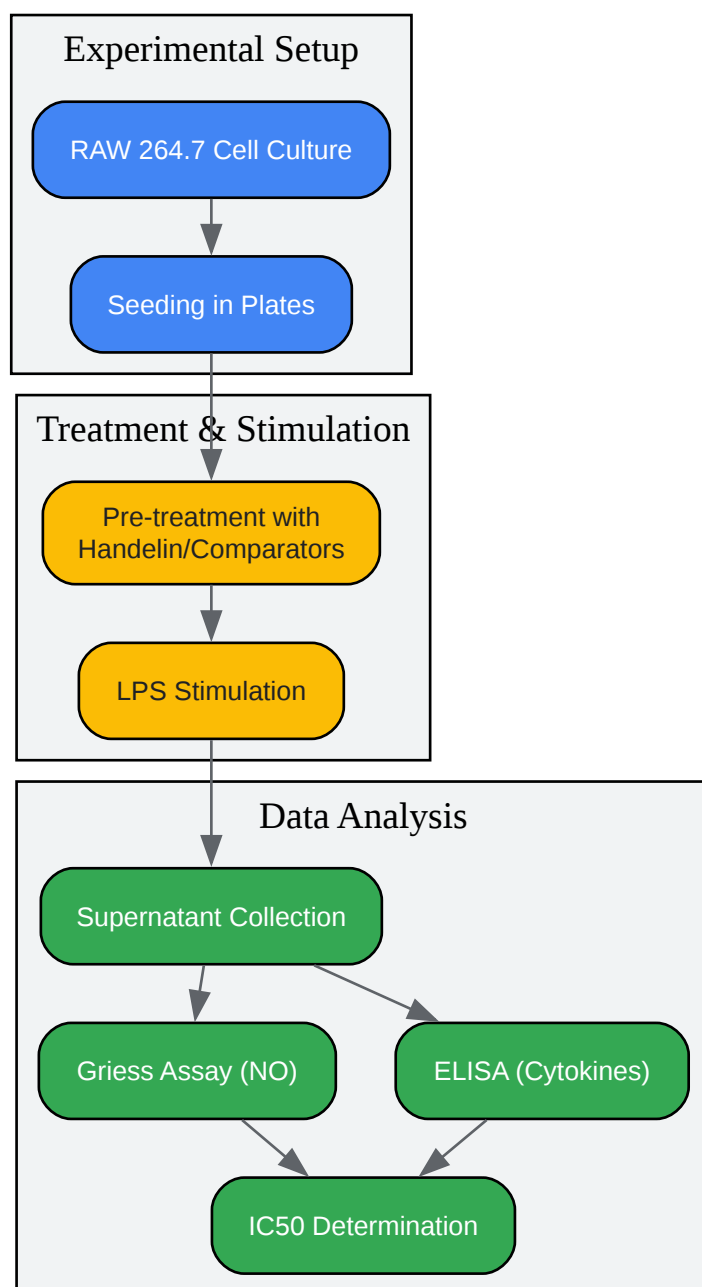 Experimental Setup
RAW 264.7 Cell Culture
Seeding in Plates
Treatment & Stimulation
Pre-treatment with
Handelin/Comparators
LPS Stimulation
Data Analysis
Supernatant Collection
Griess Assay (NO)
ELISA (Cytokines)
IC50 Determination